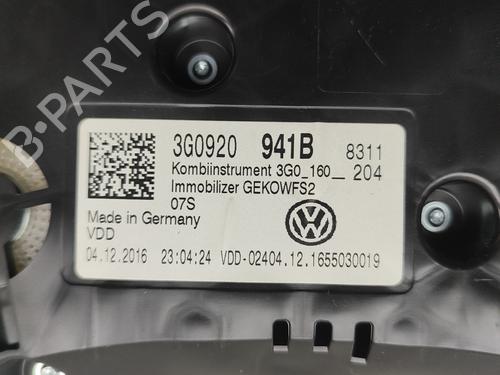 B-PARTS
3G0920 941B 8311
Kombiinstrument 3G0_160__ 204
Immobilizer GEKOWFS2
07S
Made in Germany
VDD
04.12.2016 23:04:24 VDD-02404.12.1655030019